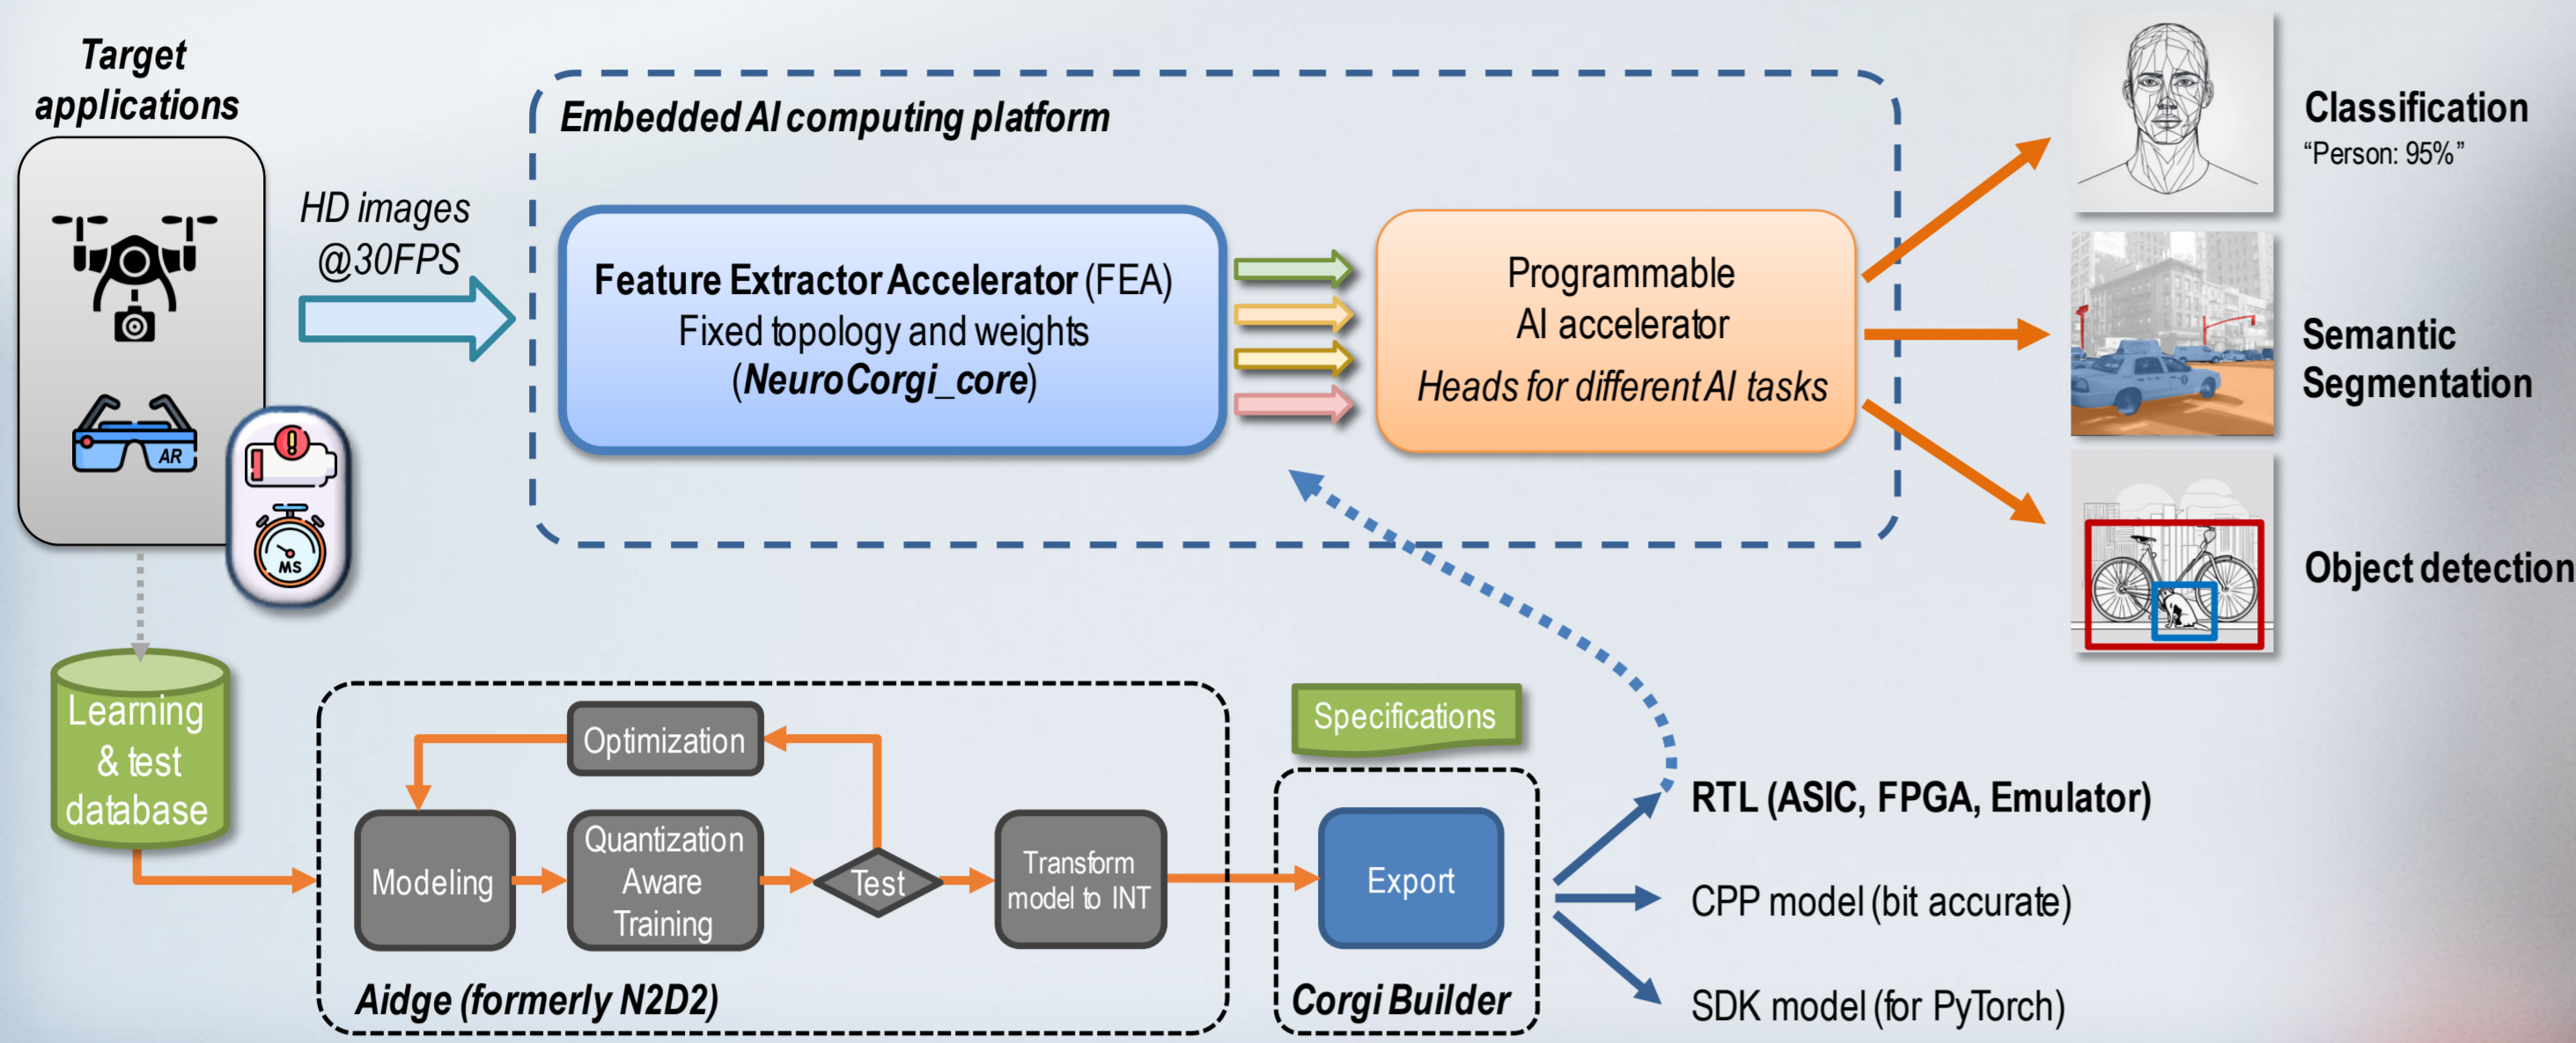 Target
applications
HD images
@30FPS
AR
MS
Embedded AI computing platform
Feature Extractor Accelerator (FEA)
Fixed topology and weights
(NeuroCorgi_core)
Programmable
AI accelerator
Heads for different AI tasks
Classification
“Person: 95%”
Semantic
Segmentation
Object detection
Learning
& test
database
Optimization
Modeling
Quantization
Aware
Training
Test
Transform
model to INT
Aidge (formerly N2D2)
Specifications
Export
Corgi Builder
RTL (ASIC, FPGA, Emulator)
CPP model (bit accurate)
SDK model (for PyTorch)